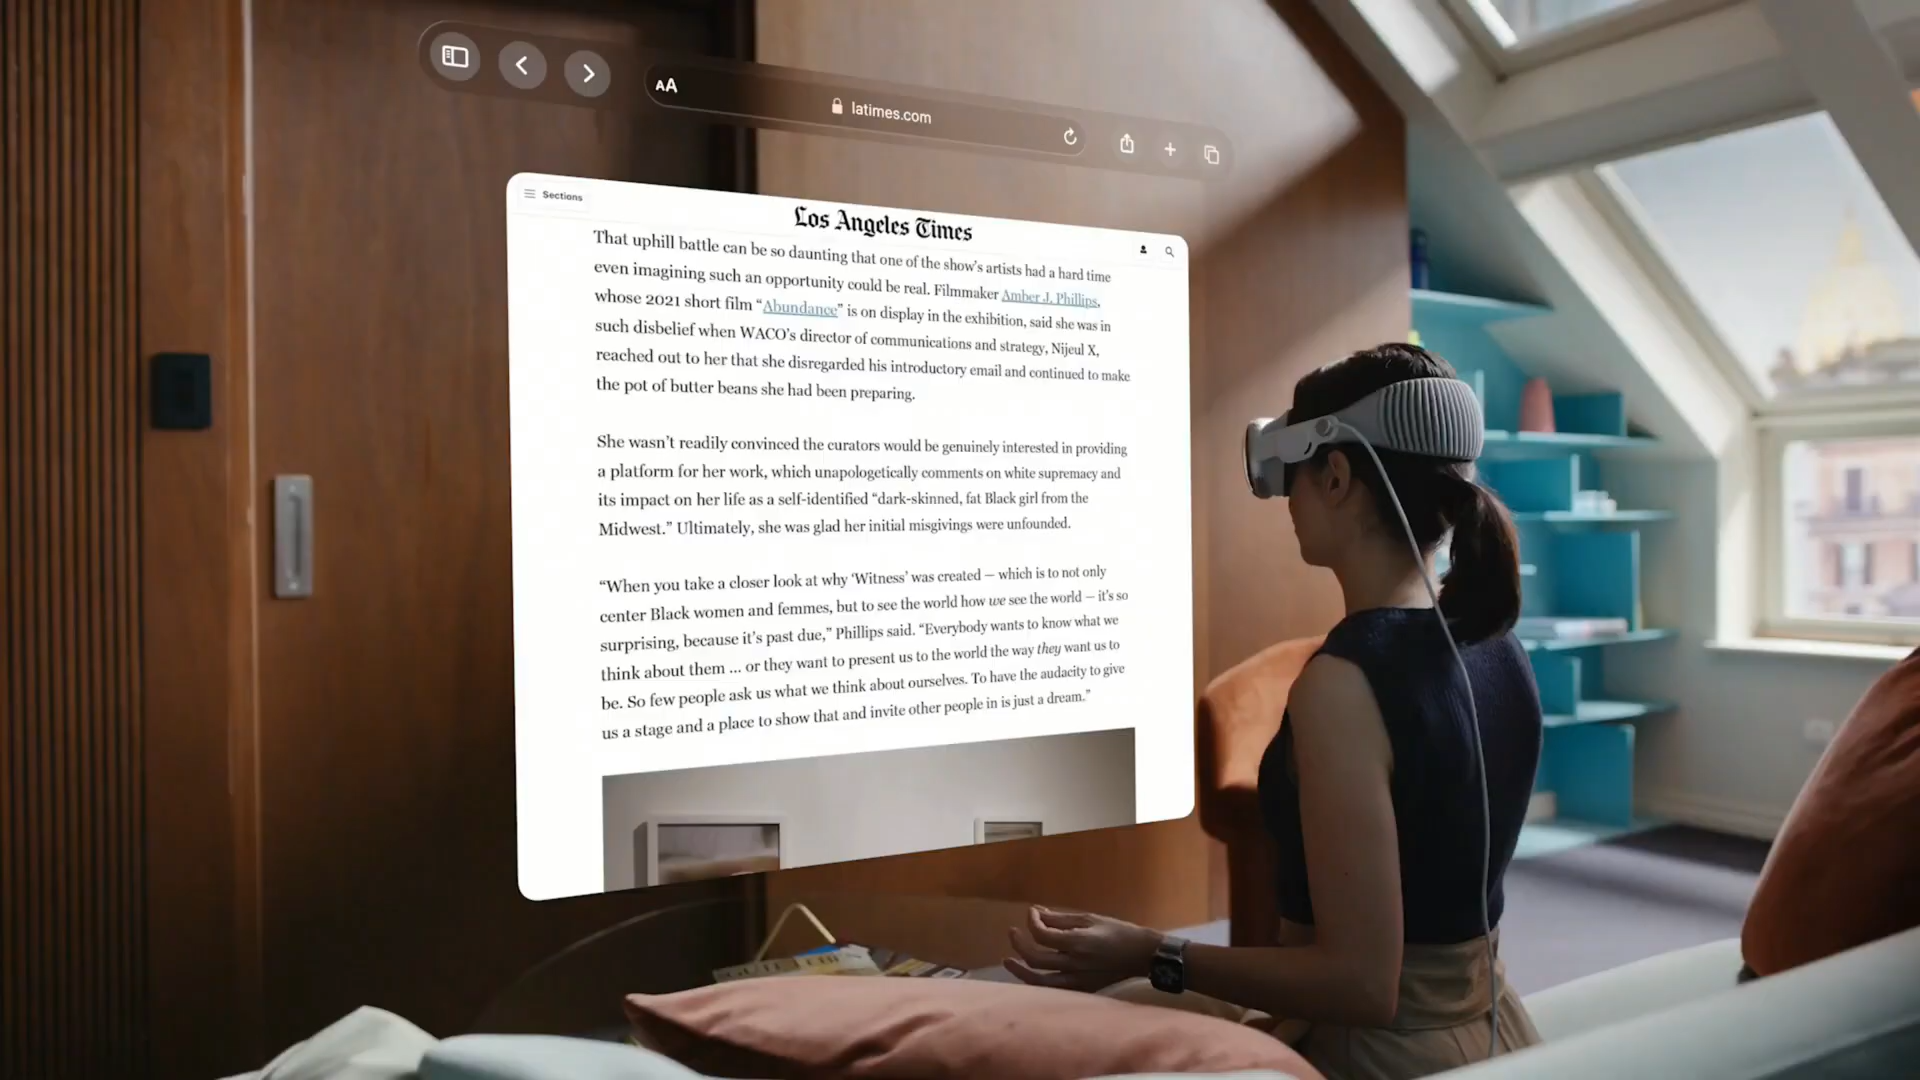 AA
latimes.com
Sections
Los Angeles Times
That uphill battle can be so daunting that one of the show's artists had a hard time
even imagining such an opportunity could be real. Filmmaker Amber J. Phillips,
whose 2021 short film “Abundance” is on display in the exhibition, said she was in
such disbelief when WACO's director of communications and strategy, Nijeul X,
reached out to her that she disregarded his introductory email and continued to make
the pot of butter beans she had been preparing.
She wasn't readily convinced the curators would be genuinely interested in providing
a platform for her work, which unapologetically comments on white supremacy and
its impact on her life as a self-identified “dark-skinned, fat Black girl from the
Midwest.” Ultimately, she was glad her initial misgivings were unfounded.
“When you take a closer look at why ‘Witness’ was created — which is to not only
center Black women and femmes, but to see the world how we see the world — it's so
surprising, because it's past due,” Phillips said. “Everybody wants to know what we
think about them ... or they want to present us to the world the way they want us to
be. So few people ask us what we think about ourselves. To have the audacity to give
us a stage and a place to show that and invite other people in is just a dream.”